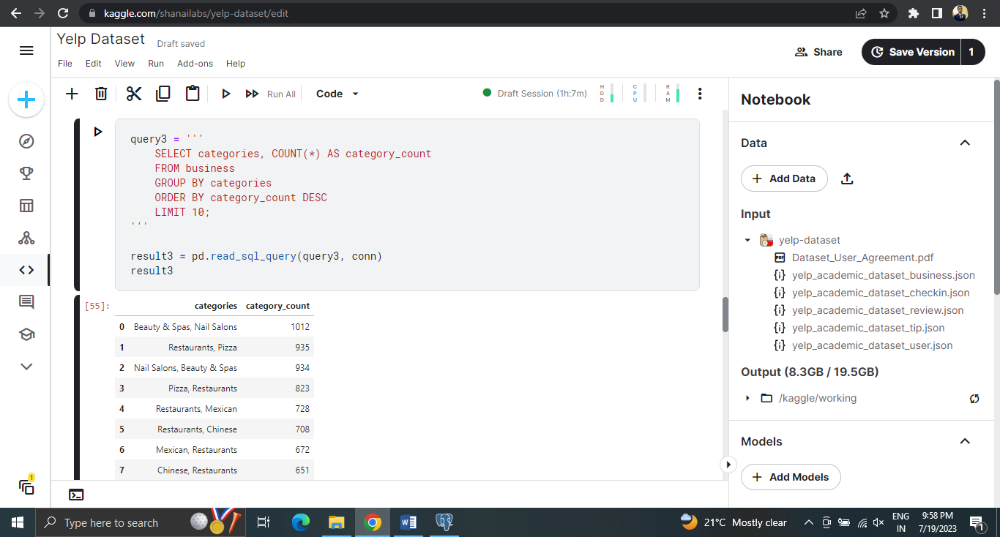 kaggle.com/shanailabs/yelp-dataset/edit
Yelp Dataset Draft saved
File Edit View Run Add-ons Help
Share
Save Version 1
Run All Code
Draft Session (1h:7m)
HDD CPU RAM
query3 = '''
SELECT categories, COUNT(*) AS category_count
FROM business
GROUP BY categories
ORDER BY category_count DESC
LIMIT 10;
'''
result3 = pd.read_sql_query(query3, conn)
result3
[55]:
categories category_count
0 Beauty & Spas, Nail Salons 1012
1 Restaurants, Pizza 935
2 Nail Salons, Beauty & Spas 934
3 Pizza, Restaurants 823
4 Restaurants, Mexican 728
5 Restaurants, Chinese 708
6 Mexican, Restaurants 672
7 Chinese, Restaurants 651
Notebook
Data
+ Add Data
Input
yelp-dataset
PDF Dataset_User_Agreement.pdf
{i} yelp_academic_dataset_business.json
{i} yelp_academic_dataset_checkin.json
{i} yelp_academic_dataset_review.json
{i} yelp_academic_dataset_tip.json
{i} yelp_academic_dataset_user.json
Output (8.3GB / 19.5GB)
/kaggle/working
Models
+ Add Models
1
Type here to search
21°C Mostly clear
ENG
IN
9:58 PM
7/19/2023
1